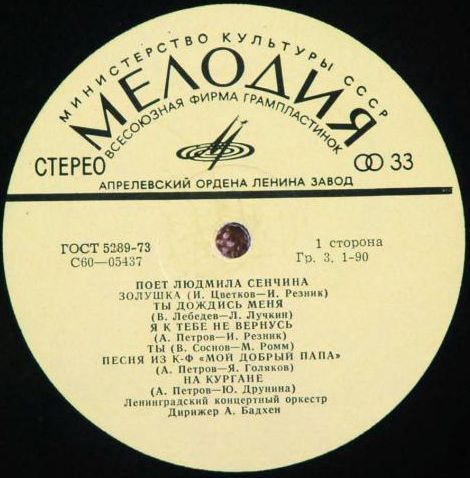 МИНИСТЕРСТВО КУЛЬТУРЫ СССР
МЕЛОДИЯ
ВСЕСОЮЗНАЯ ФИРМА ГРАМПЛАСТИНОК
СТЕРЕО
33
АПРЕЛЕВСКИЙ ОРДЕНА ЛЕНИНА ЗАВОД
ГОСТ 5289-73
С60—05437
1 сторона
Гр. 3. 1-90
ПОЕТ ЛЮДМИЛА СЕНЧИНА
ЗОЛУШКА (И. Цветков—И. Резник)
ТЫ ДОЖДИСЬ МЕНЯ
(В. Лебедев—Л. Лучкин)
Я К ТЕБЕ НЕ ВЕРНУСЬ
(А. Петров—И. Резник)
ТЫ (В. Соснов—М. Ромм)
ПЕСНЯ ИЗ К-Ф «МОЙ ДОБРЫЙ ПАПА»
(А. Петров—Я. Голяков)
НА КУРГАНЕ
(А. Петров—Ю. Друнина)
Ленинградский концертный оркестр
Дирижер А. Бадхен